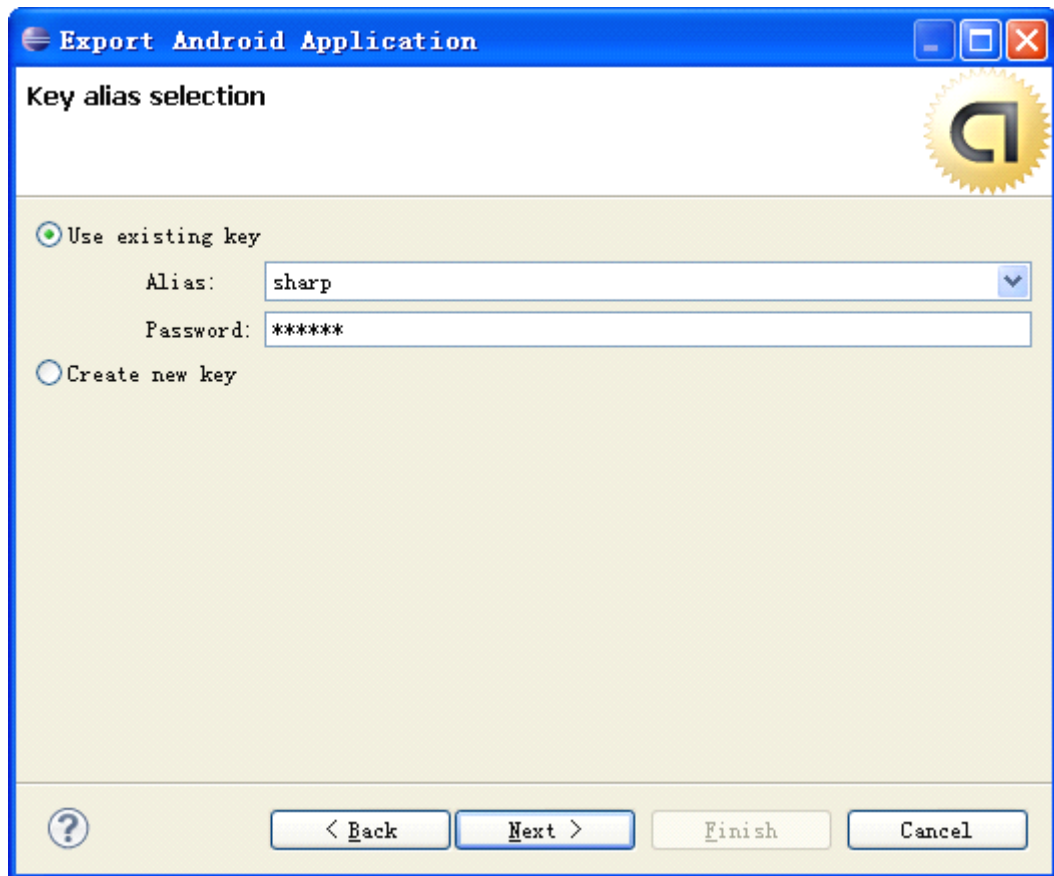 Export Android Application
Key alias selection
Use existing key
Alias: sharp
Password: ******
Create new key
? < Back Next > Finish Cancel